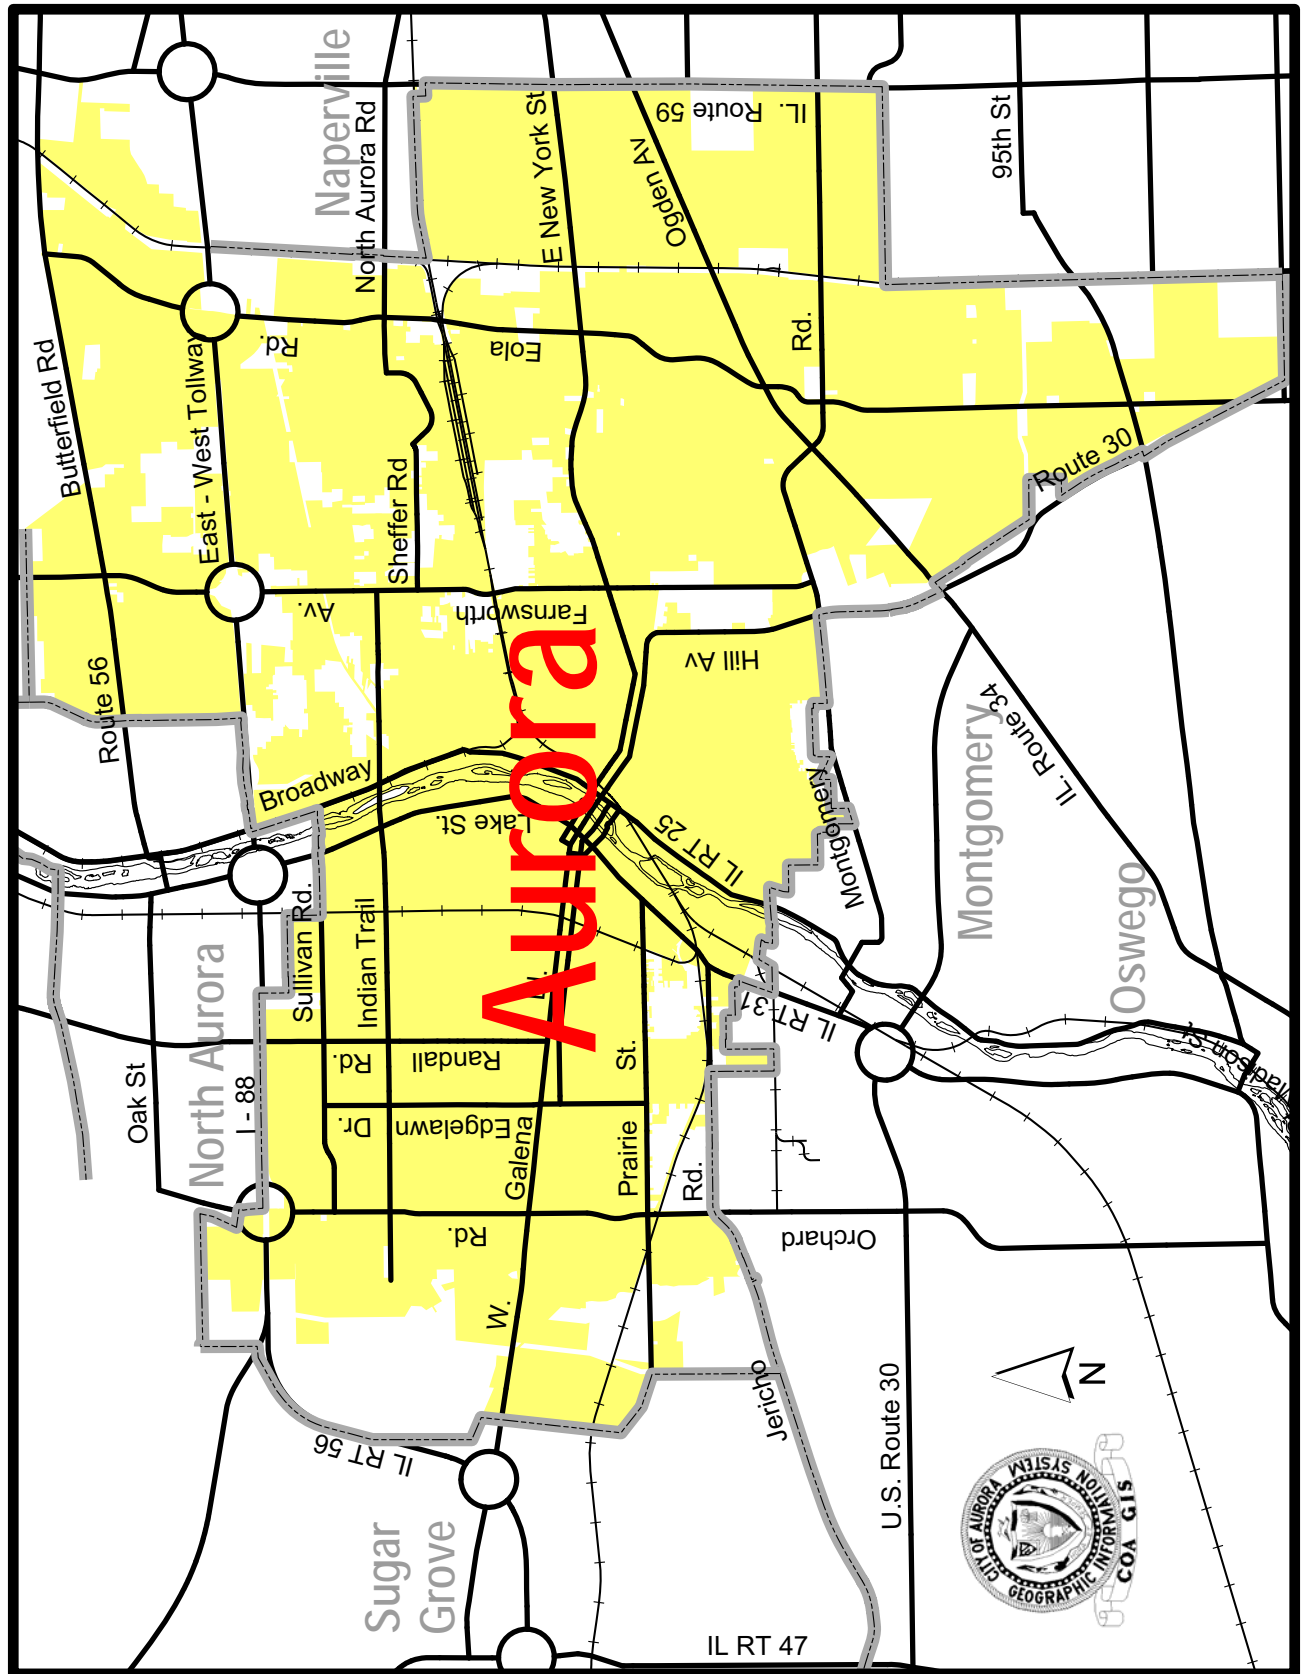 Naperville
North Aurora Rd
E New York St
IL. Route 59
Ogden Av
95th St
Butterfield Rd
East - West Tollway
Eola Rd.
Rd.
Sheffer Rd
Route 30
Farnsworth Av.
Hill Av
Route 56
Broadway
Lake St.
Aurora
IL RT 25
Montgomery
Montgomery
IL. Route 34
Oswego
Sullivan Rd.
Indian Trail
North Aurora
Oak St
I - 88
Randall Rd.
Edgelawn Dr.
W. Galena
Prairie St.
IL RT 31
Madison St.
Orchard Rd.
Jericho Rd.
U.S. Route 30
IL RT 56
Sugar
Grove
IL RT 47
N
CITY OF AURORA
GEOGRAPHIC INFORMATION SYSTEM
COA GIS